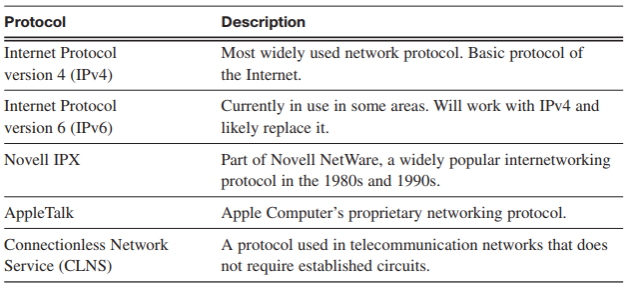 Protocol Description
Internet Protocol Most widely used network protocol. Basic protocol of
version 4 (IPv4) the Internet.
Internet Protocol Currently in use in some areas. Will work with IPv4 and
version 6 (IPv6) likely replace it.
Novell IPX Part of Novell NetWare, a widely popular internetworking
protocol in the 1980s and 1990s.
AppleTalk Apple Computer’s proprietary networking protocol.
Connectionless Network A protocol used in telecommunication networks that does
Service (CLNS) not require established circuits.